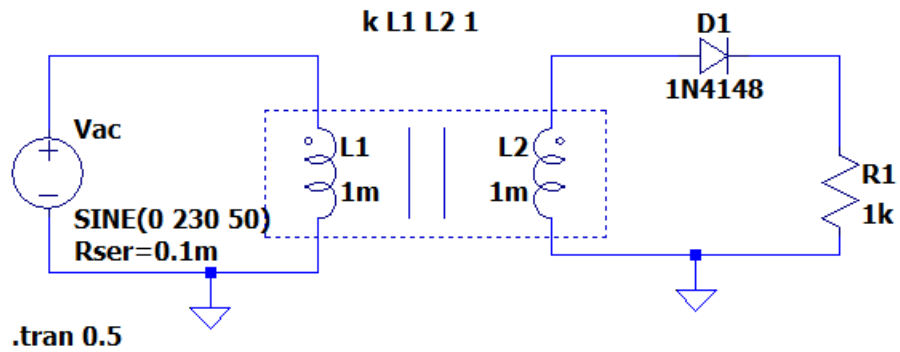 k L1 L2 1
D1
1N4148
Vac
+
−
SINE(0 230 50)
Rser=0.1m
L1
1m
L2
1m
R1
1k
.tran 0.5